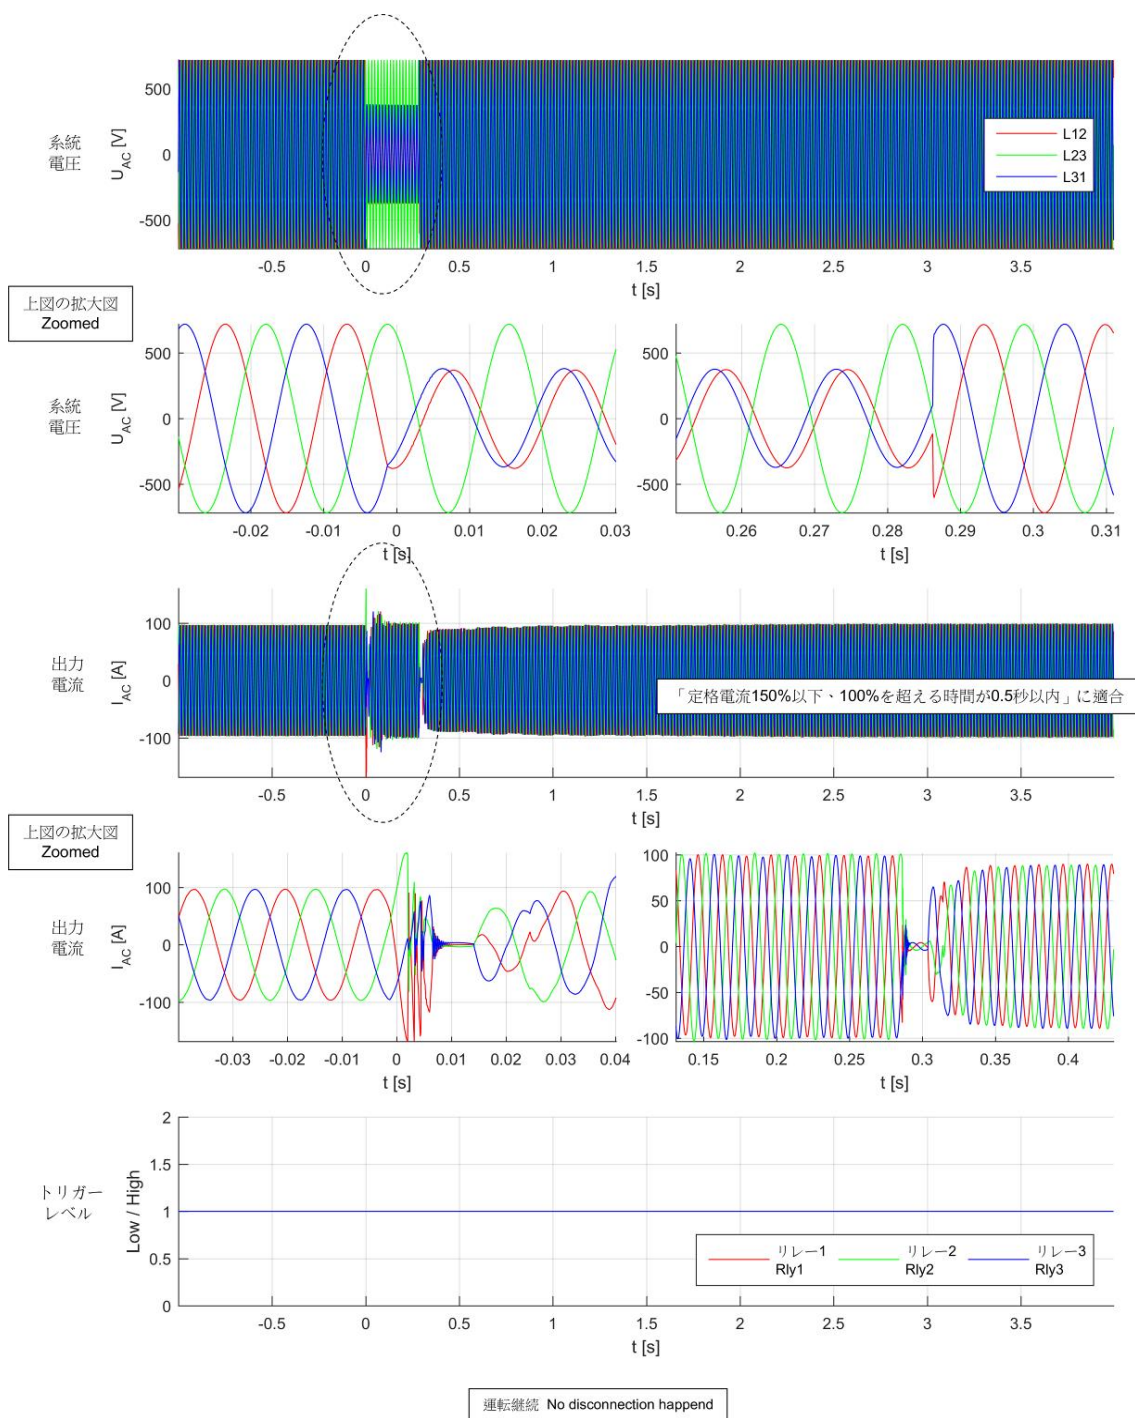 500
0
-500
系統
電圧
U_AC [V]
L12
L23
L31
-0.5
0
0.5
1
1.5
2
2.5
3
3.5
t [s]
上図の拡大図
Zoomed
500
0
-500
系統
電圧
U_AC [V]
-0.02
-0.01
0
0.01
0.02
0.03
t [s]
500
0
-500
0.26
0.27
0.28
0.29
0.3
0.31
t [s]
100
0
-100
出力
電流
I_AC [A]
「定格電流150%以下、100%を超える時間が0.5秒以内」に適合
-0.5
0
0.5
1
1.5
2
2.5
3
3.5
t [s]
上図の拡大図
Zoomed
100
0
-100
出力
電流
I_AC [A]
-0.03
-0.02
-0.01
0
0.01
0.02
0.03
0.04
t [s]
100
50
0
-50
-100
0.15
0.2
0.25
0.3
0.35
0.4
t [s]
2
1.5
1
0.5
0
トリガー
レベル
Low / High
リレー1
Rly1
リレー2
Rly2
リレー3
Rly3
-0.5
0
0.5
1
1.5
2
2.5
3
3.5
t [s]
運転継続 No disconnection happend